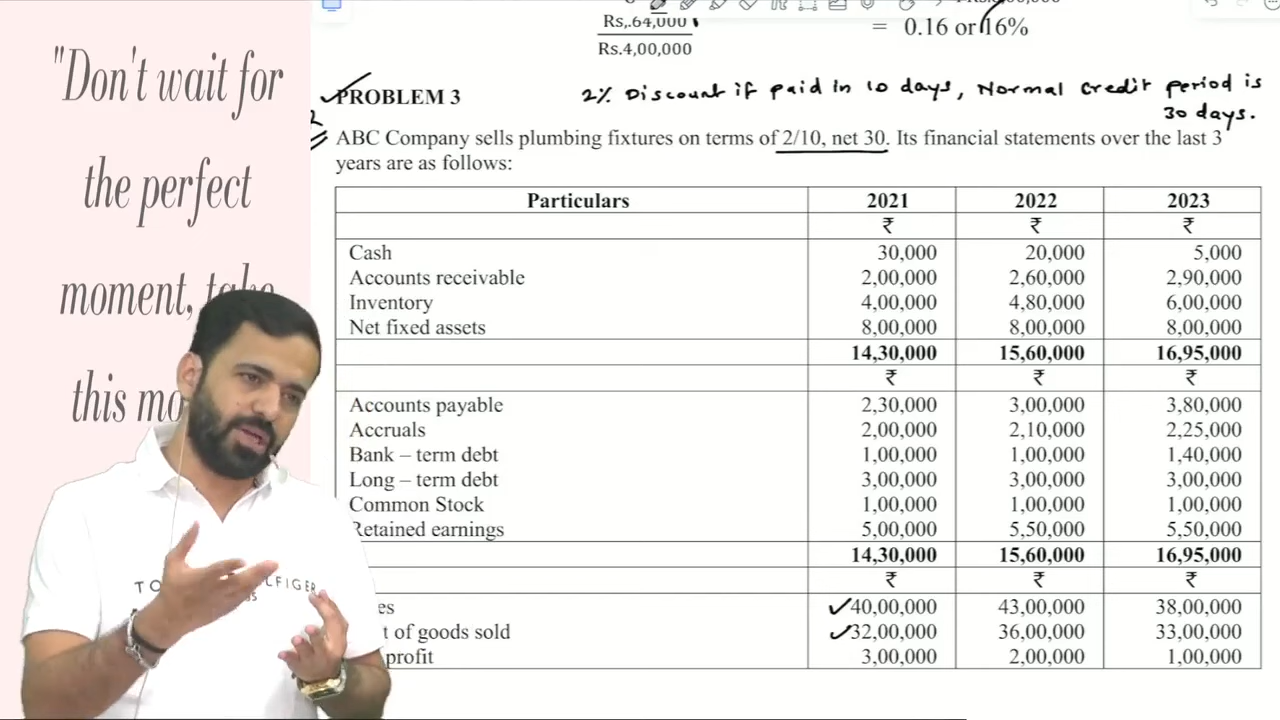 "Don't wait for
the perfect
moment, take
this mo
Rs,.64,000
Rs.4,00,000
= 0.16 or 16%
PROBLEM 3
2% Discount if paid in 10 days, Normal credit period is
30 days.
ABC Company sells plumbing fixtures on terms of 2/10, net 30. Its financial statements over the last 3
years are as follows:
Particulars 2021 2022 2023
₹ ₹ ₹
Cash 30,000 20,000 5,000
Accounts receivable 2,00,000 2,60,000 2,90,000
Inventory 4,00,000 4,80,000 6,00,000
Net fixed assets 8,00,000 8,00,000 8,00,000
14,30,000 15,60,000 16,95,000
₹ ₹ ₹
Accounts payable 2,30,000 3,00,000 3,80,000
Accruals 2,00,000 2,10,000 2,25,000
Bank – term debt 1,00,000 1,00,000 1,40,000
Long – term debt 3,00,000 3,00,000 3,00,000
Common Stock 1,00,000 1,00,000 1,00,000
Retained earnings 5,00,000 5,50,000 5,50,000
14,30,000 15,60,000 16,95,000
₹ ₹ ₹
es 40,00,000 43,00,000 38,00,000
t of goods sold 32,00,000 36,00,000 33,00,000
profit 3,00,000 2,00,000 1,00,000